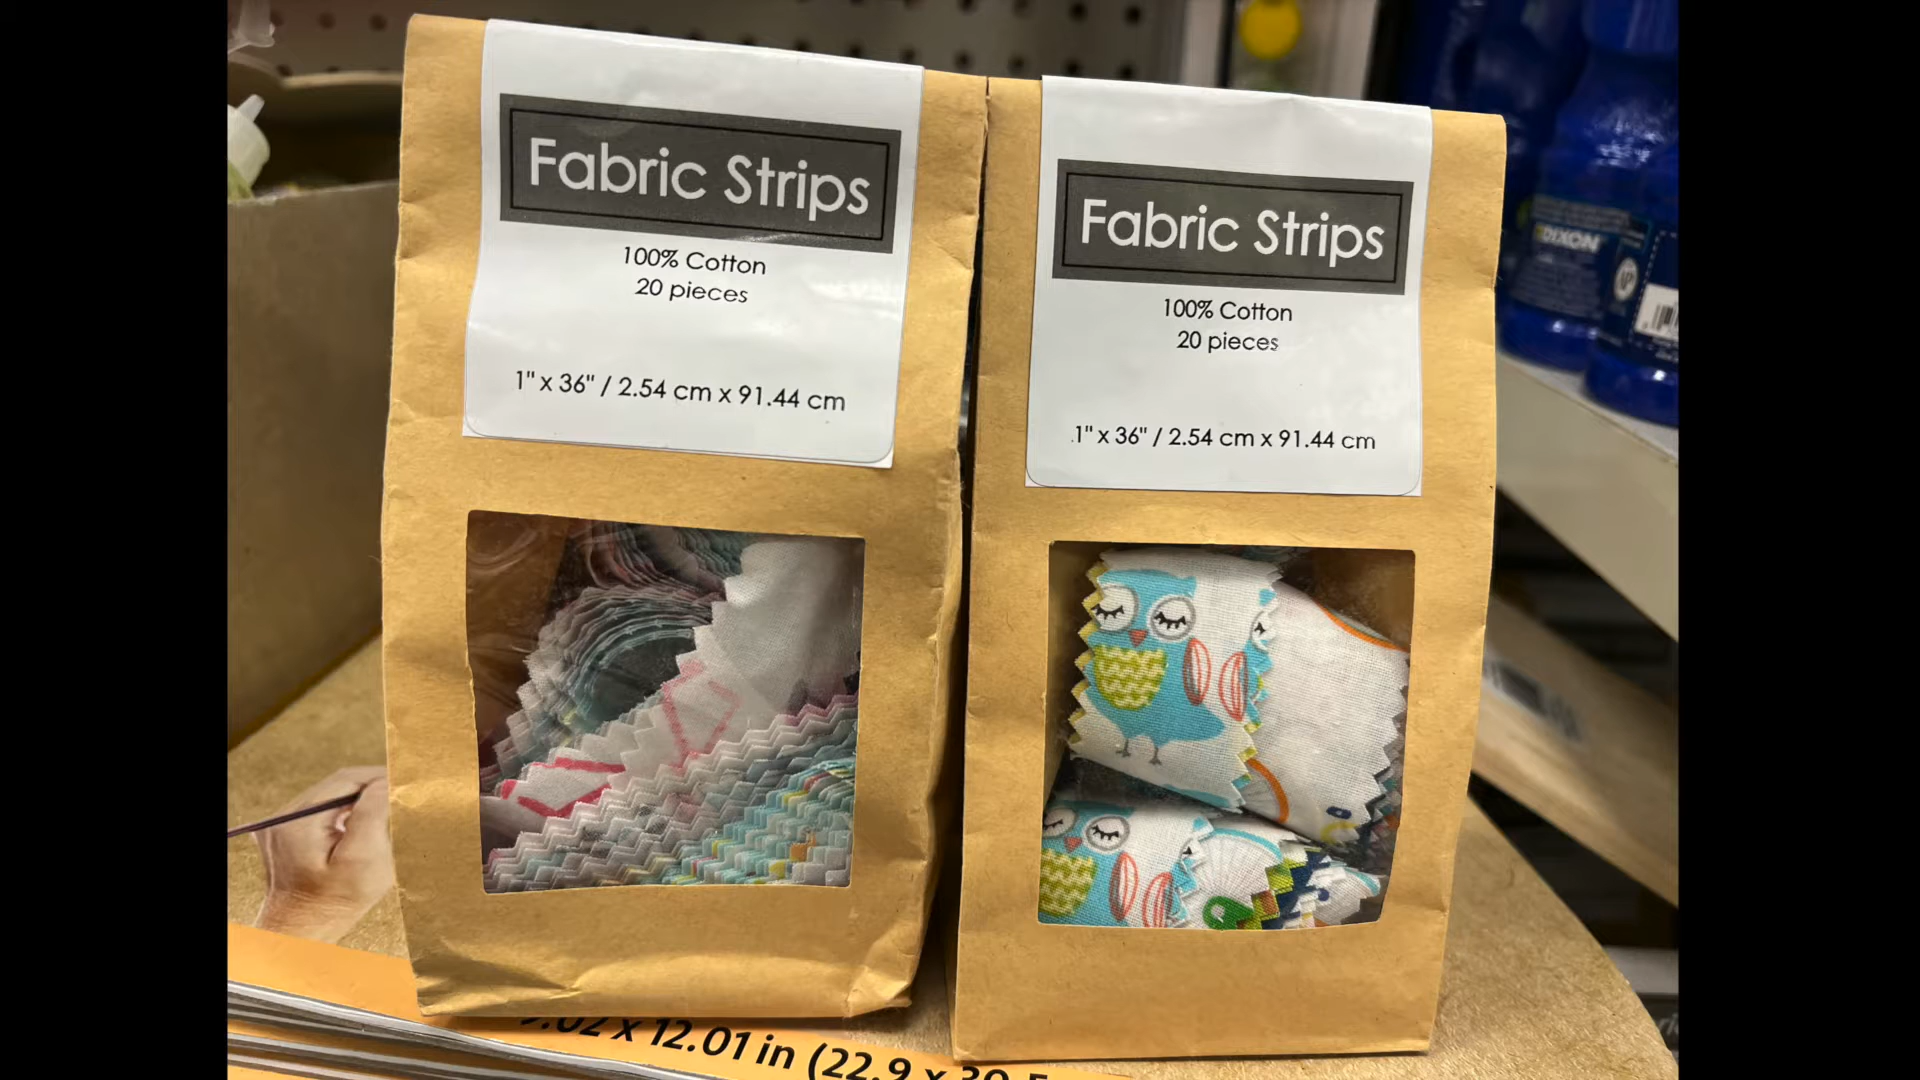 Fabric Strips
100% Cotton
20 pieces
1" x 36" / 2.54 cm x 91.44 cm
Fabric Strips
100% Cotton
20 pieces
1" x 36" / 2.54 cm x 91.44 cm
DIXON
x 12.01 in (22.9 x